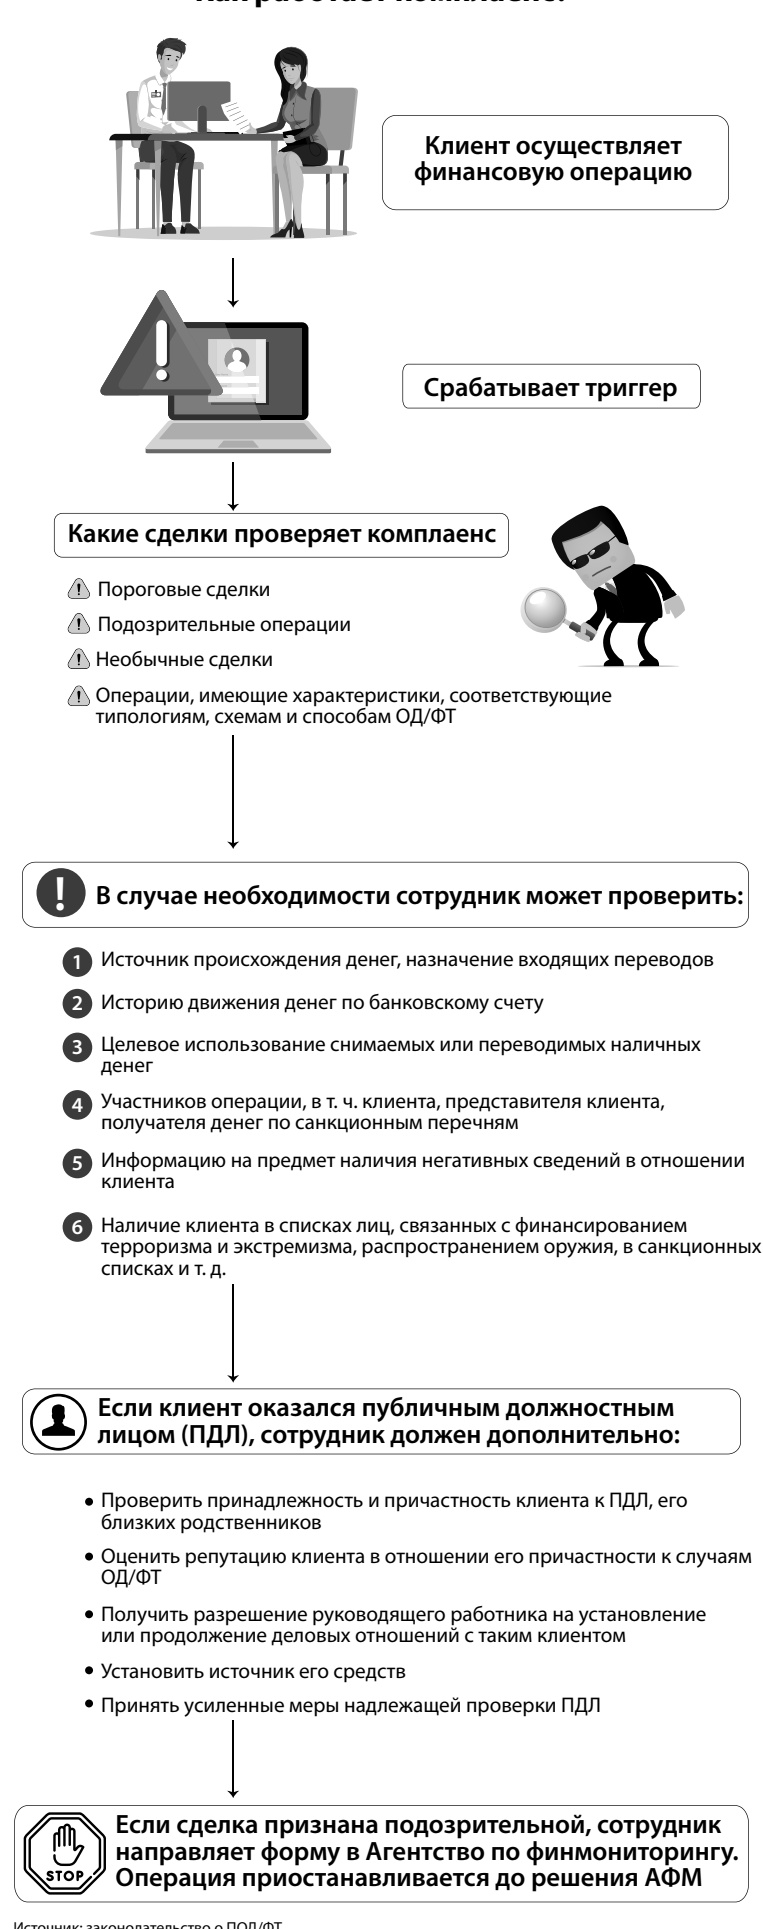 Как работает комплаенс?
Клиент осуществляет
финансовую операцию
Срабатывает триггер
Какие сделки проверяет комплаенс
Пороговые сделки
Подозрительные операции
Необычные сделки
Операции, имеющие характеристики, соответствующие
типологиям, схемам и способам ОД/ФТ
В случае необходимости сотрудник может проверить:
1 Источник происхождения денег, назначение входящих переводов
2 Историю движения денег по банковскому счету
3 Целевое использование снимаемых или переводимых наличных
денег
4 Участников операции, в т. ч. клиента, представителя клиента,
получателя денег по санкционным перечням
5 Информацию на предмет наличия негативных сведений в отношении
клиента
6 Наличие клиента в списках лиц, связанных с финансированием
терроризма и экстремизма, распространением оружия, в санкционных
списках и т. д.
Если клиент оказался публичным должностным
лицом (ПДЛ), сотрудник должен дополнительно:
• Проверить принадлежность и причастность клиента к ПДЛ, его
близких родственников
• Оценить репутацию клиента в отношении его причастности к случаям
ОД/ФТ
• Получить разрешение руководящего работника на установление
или продолжение деловых отношений с таким клиентом
• Установить источник его средств
• Принять усиленные меры надлежащей проверки ПДЛ
STOP
Если сделка признана подозрительной, сотрудник
направляет форму в Агентство по финмониторингу.
Операция приостанавливается до решения АФМ
Источник: законодательство о ПОД/ФТ